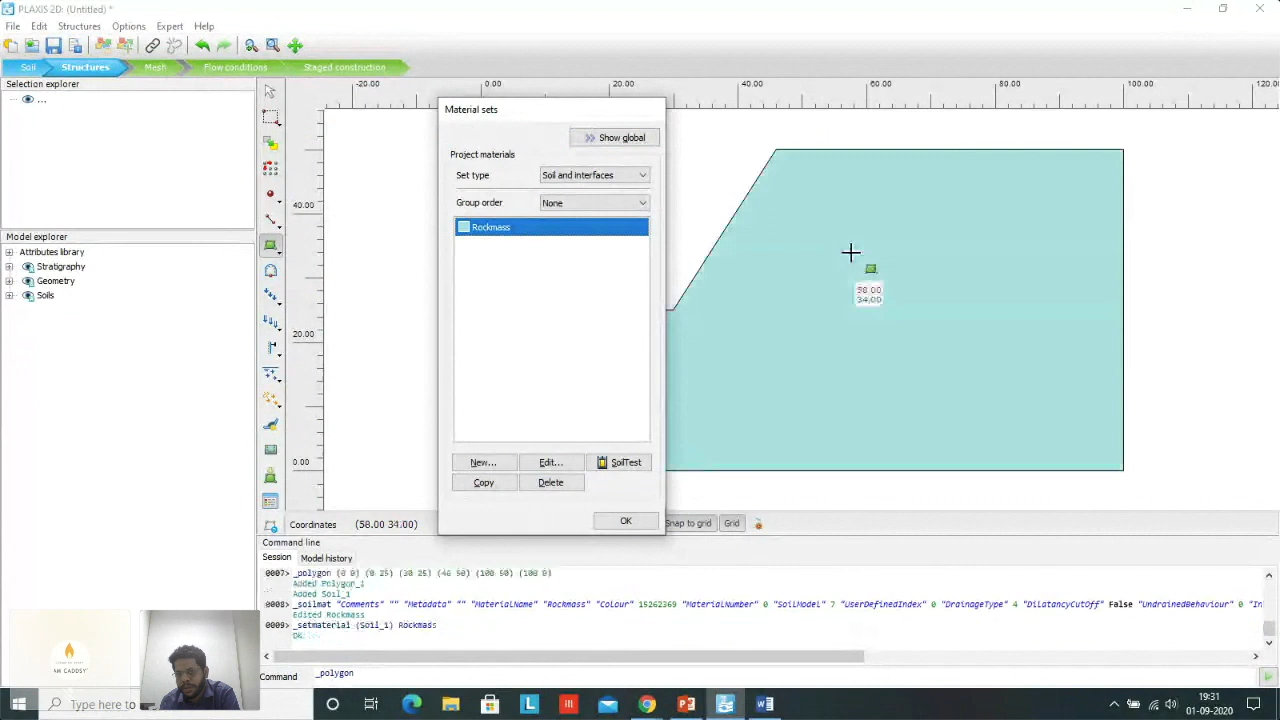 PLAXIS 2D: (Untitled) *
File Edit Structures Options Expert Help
Soil Structures Mesh Flow conditions Staged construction
Selection explorer
...
Model explorer
Attributes library
Stratigraphy
Geometry
Soils
-20.00 0.00 20.00 40.00 60.00 80.00 100.00 120.00
40.00
20.00
0.00
Material sets
Show global
Project materials
Set type Soil and interfaces
Group order None
Rockmass
New... Edit... SoilTest
Copy Delete
OK
58.00
34.00
Coordinates (58.00 34.00) Snap to grid Grid
Command line
Session Model history
0007> _polygon (0 0) (0 25) (30 25) (46 50) (100 50) (100 0)
Added Polygon_1
Added Soil_1
0008> _soilmat "Comments" "" "Metadata" "" "MaterialName" "Rockmass" "Colour" 15262369 "MaterialNumber" 0 "SoilModel" 7 "UserDefinedIndex" 0 "DrainageType" 4 "DilatancyCutOff" False "UndrainedBehaviour" 0 "In
Edited Rockmass
0009> _setmaterial (Soil_1) Rockmass
OK
Command _polygon
AM CADDSY
Type here to
19:31
01-09-2020